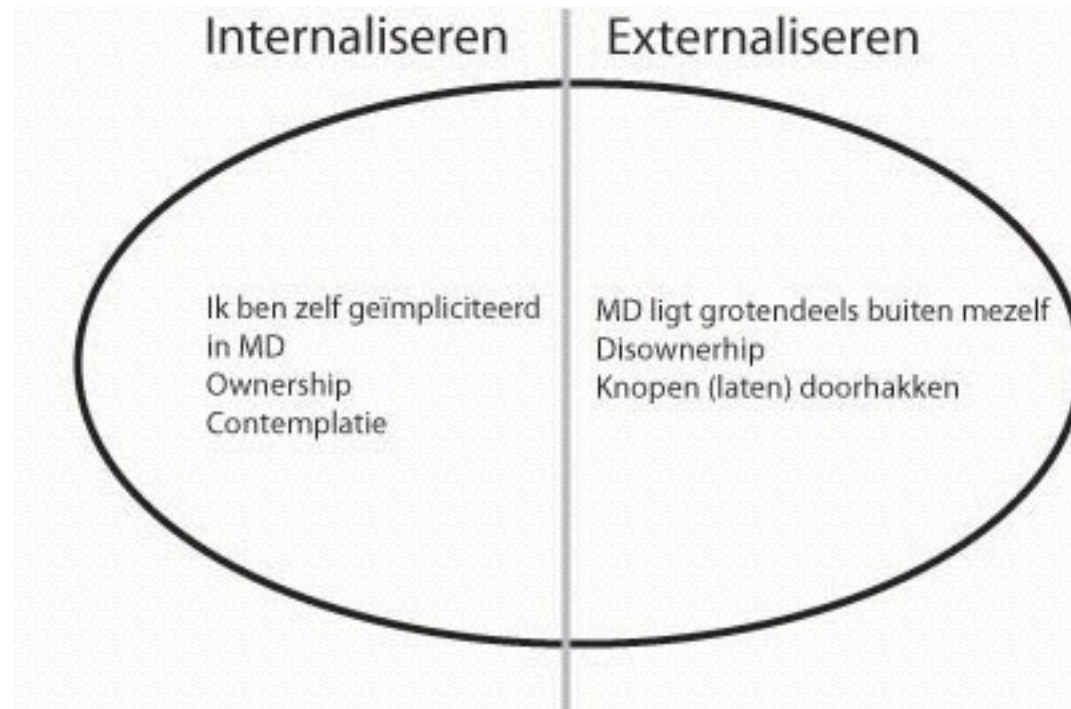 Internaliseren
Externaliseren
Ik ben zelf geïmpliciteerd
in MD
Ownership
Contemplatie
MD ligt grotendeels buiten mezelf
Disownerhip
Knopen (laten) doorhakken